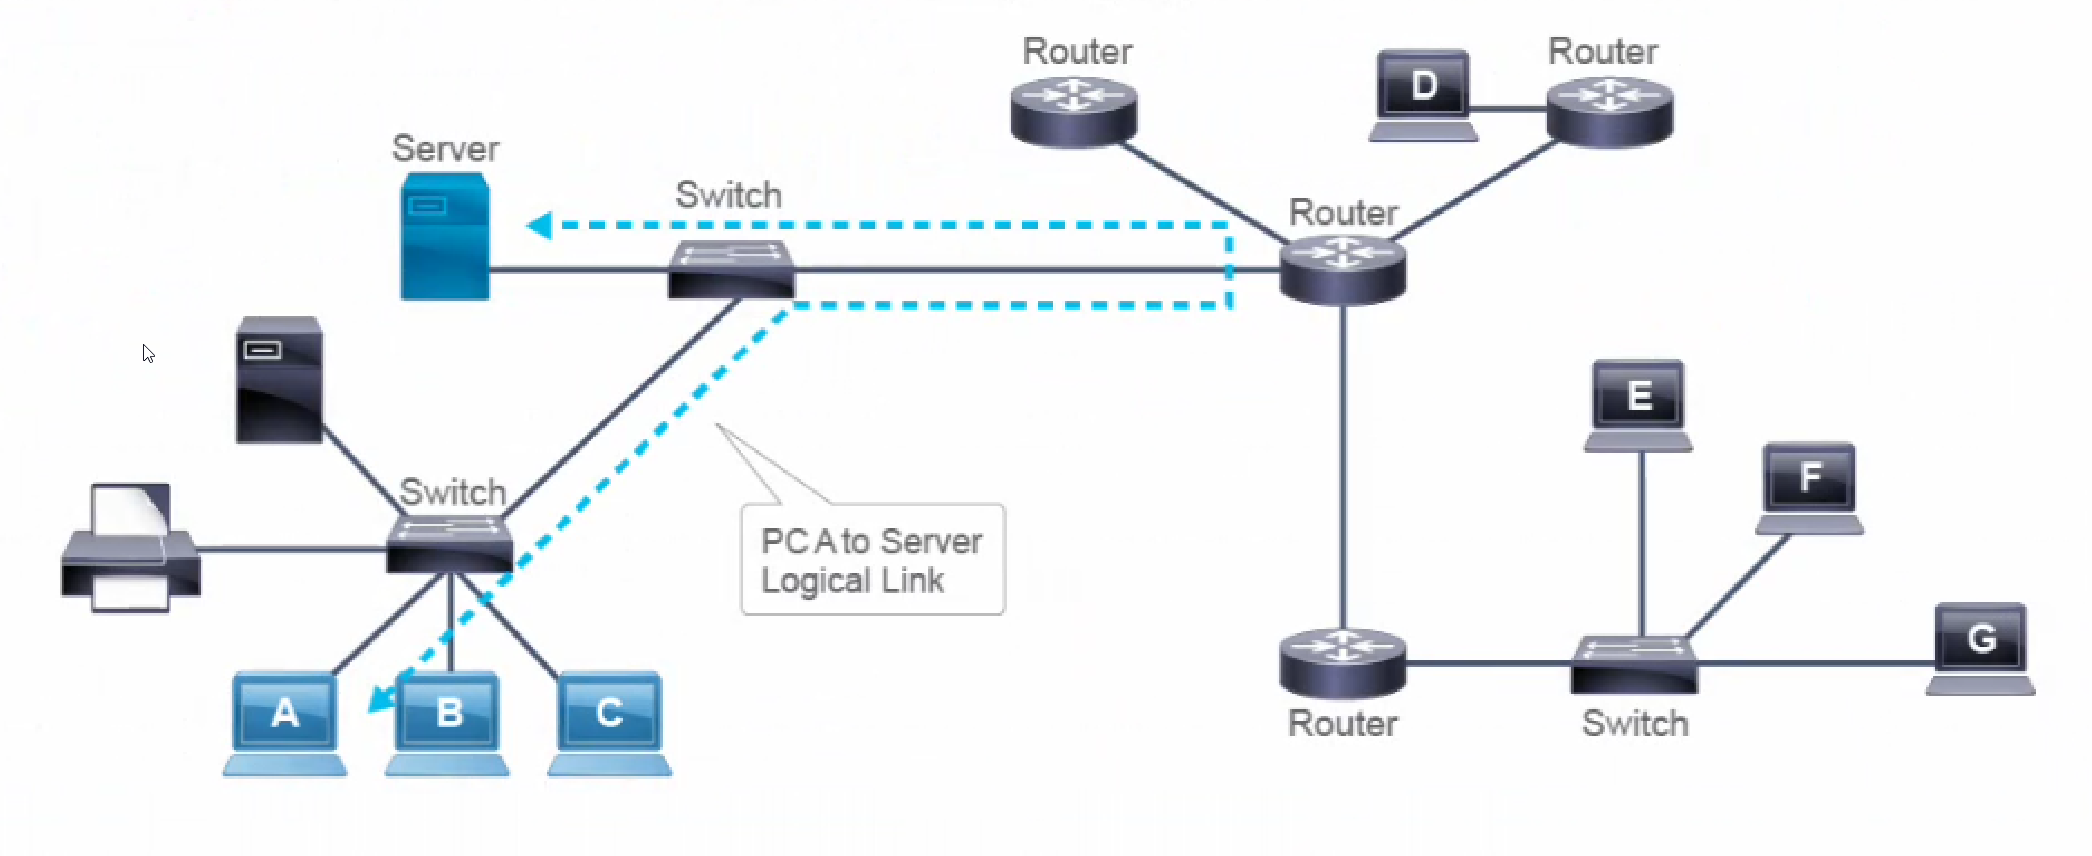 Router
Router
D
Server
Switch
Router
E
F
Switch
PC A to Server
Logical Link
G
A
B
C
Router
Switch